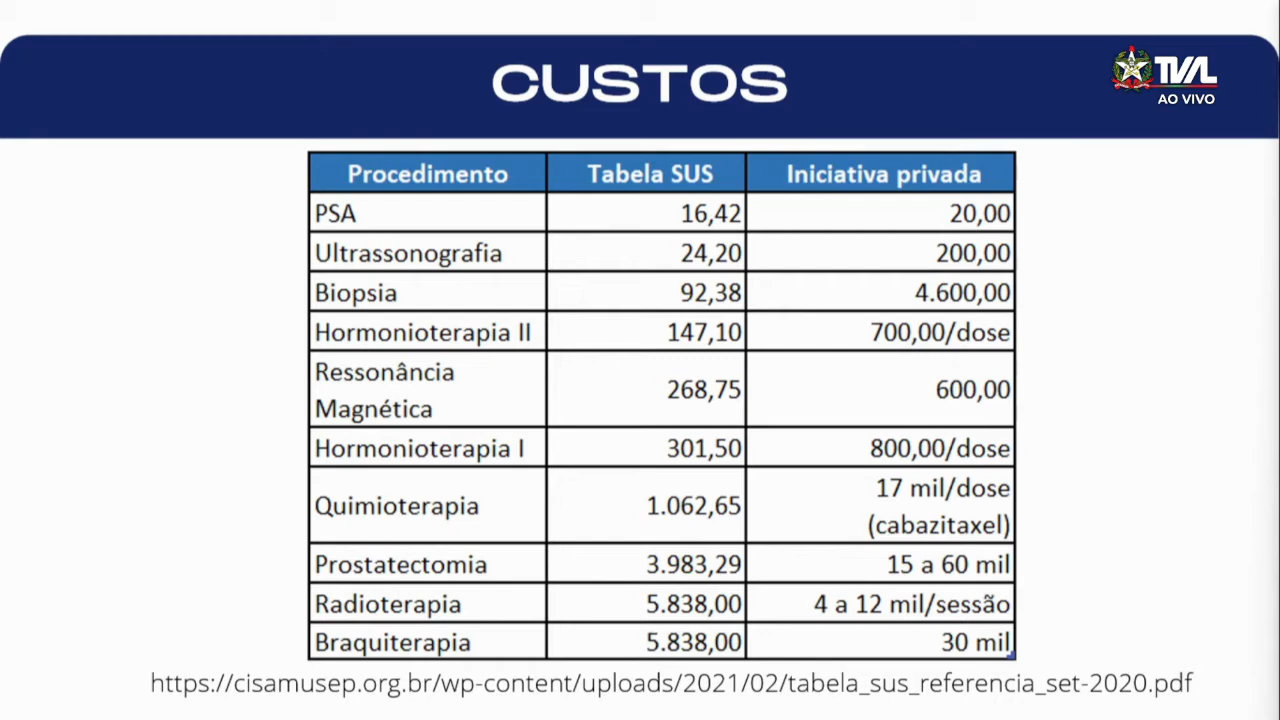 CUSTOS
TVAL
AO VIVO
Procedimento Tabela SUS Iniciativa privada
PSA 16,42 20,00
Ultrassonografia 24,20 200,00
Biopsia 92,38 4.600,00
Hormonioterapia II 147,10 700,00/dose
Ressonância
Magnética 268,75 600,00
Hormonioterapia I 301,50 800,00/dose
Quimioterapia 1.062,65 17 mil/dose
(cabazitaxel)
Prostatectomia 3.983,29 15 a 60 mil
Radioterapia 5.838,00 4 a 12 mil/sessão
Braquiterapia 5.838,00 30 mil
https://cisamusep.org.br/wp-content/uploads/2021/02/tabela_sus_referencia_set-2020.pdf